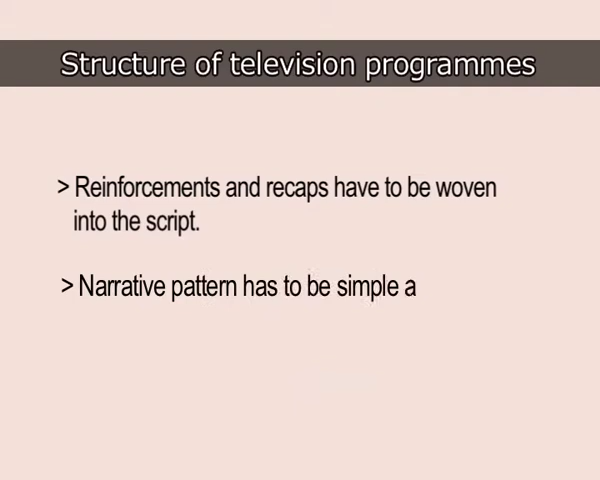 Structure of television programmes
> Reinforcements and recaps have to be woven
into the script.
> Narrative pattern has to be simple a